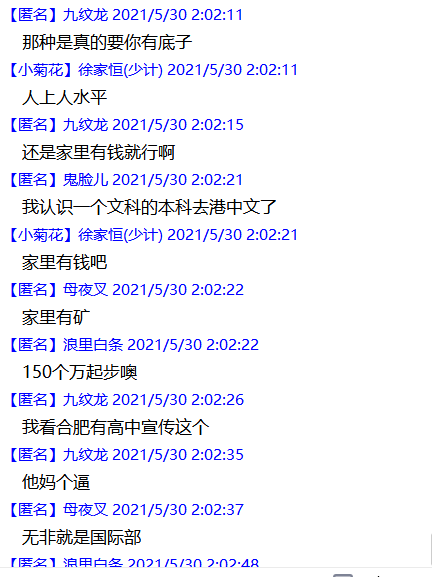 【匿名】九纹龙 2021/5/30 2:02:11
那种是真的要你有底子
【小菊花】徐家恒(少计) 2021/5/30 2:02:11
人上人水平
【匿名】九纹龙 2021/5/30 2:02:15
还是家里有钱就行啊
【匿名】鬼脸儿 2021/5/30 2:02:21
我认识一个文科的本科去港中文了
【小菊花】徐家恒(少计) 2021/5/30 2:02:21
家里有钱吧
【匿名】母夜叉 2021/5/30 2:02:22
家里有矿
【匿名】浪里白条 2021/5/30 2:02:22
150个万起步噢
【匿名】九纹龙 2021/5/30 2:02:26
我看合肥有高中宣传这个
【匿名】九纹龙 2021/5/30 2:02:35
他妈个逼
【匿名】母夜叉 2021/5/30 2:02:37
无非就是国际部
【匿名】浪里白条 2021/5/30 2:02:48